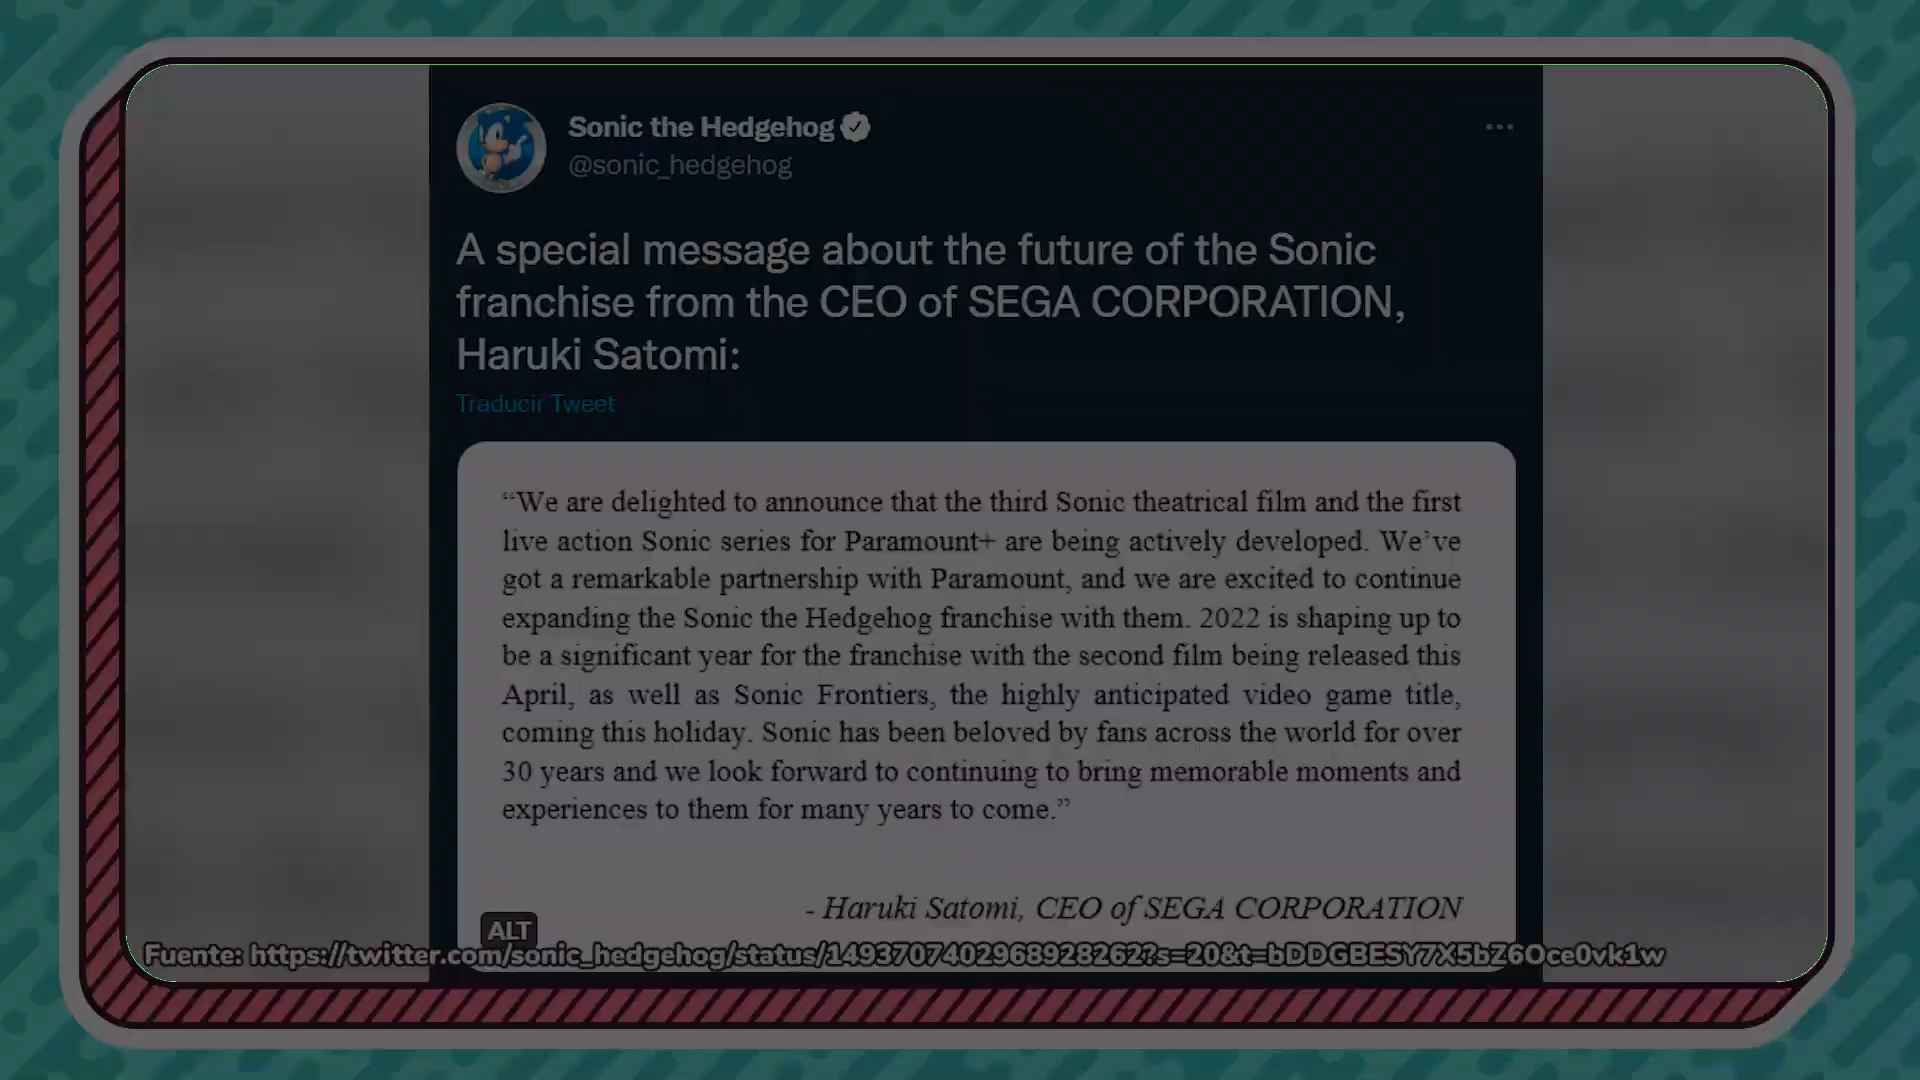 Sonic the Hedgehog
@sonic_hedgehog
A special message about the future of the Sonic
franchise from the CEO of SEGA CORPORATION,
Haruki Satomi:
Traducir Tweet
“We are delighted to announce that the third Sonic theatrical film and the first
live action Sonic series for Paramount+ are being actively developed. We’ve
got a remarkable partnership with Paramount, and we are excited to continue
expanding the Sonic the Hedgehog franchise with them. 2022 is shaping up to
be a significant year for the franchise with the second film being released this
April, as well as Sonic Frontiers, the highly anticipated video game title,
coming this holiday. Sonic has been beloved by fans across the world for over
30 years and we look forward to continuing to bring memorable moments and
experiences to them for many years to come.”
- Haruki Satomi, CEO of SEGA CORPORATION
ALT
Fuente: https://twitter.com/sonic_hedgehog/status/1493707402968928262?s=20&t=bDDGBESY7X5bZ6Oce0vk1w